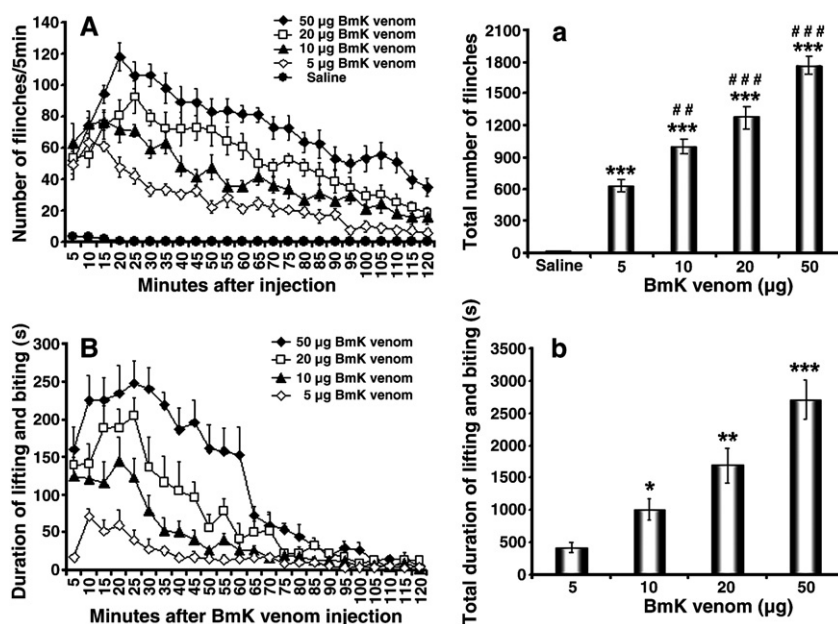 A
50 µg BmK venom
20 µg BmK venom
10 µg BmK venom
5 µg BmK venom
Saline
Number of flinches/5min
140
120
100
80
60
40
20
0
5 10 15 20 25 30 35 40 45 50 55 60 65 70 75 80 85 90 95 100 105 110 115 120
Minutes after injection
a
Total number of flinches
2100
1800
1500
1200
900
600
300
0
***
##
***
###
***
###
***
Saline 5 10 20 50
BmK venom (µg)
B
50 µg BmK venom
20 µg BmK venom
10 µg BmK venom
5 µg BmK venom
Duration of lifting and biting (s)
300
250
200
150
100
50
0
5 10 15 20 25 30 35 40 45 50 55 60 65 70 75 80 85 90 95 100 105 110 115 120
Minutes after BmK venom injection
b
Total duration of lifting and biting (s)
3500
3000
2500
2000
1500
1000
500
0
*
**
***
5 10 20 50
BmK venom (µg)